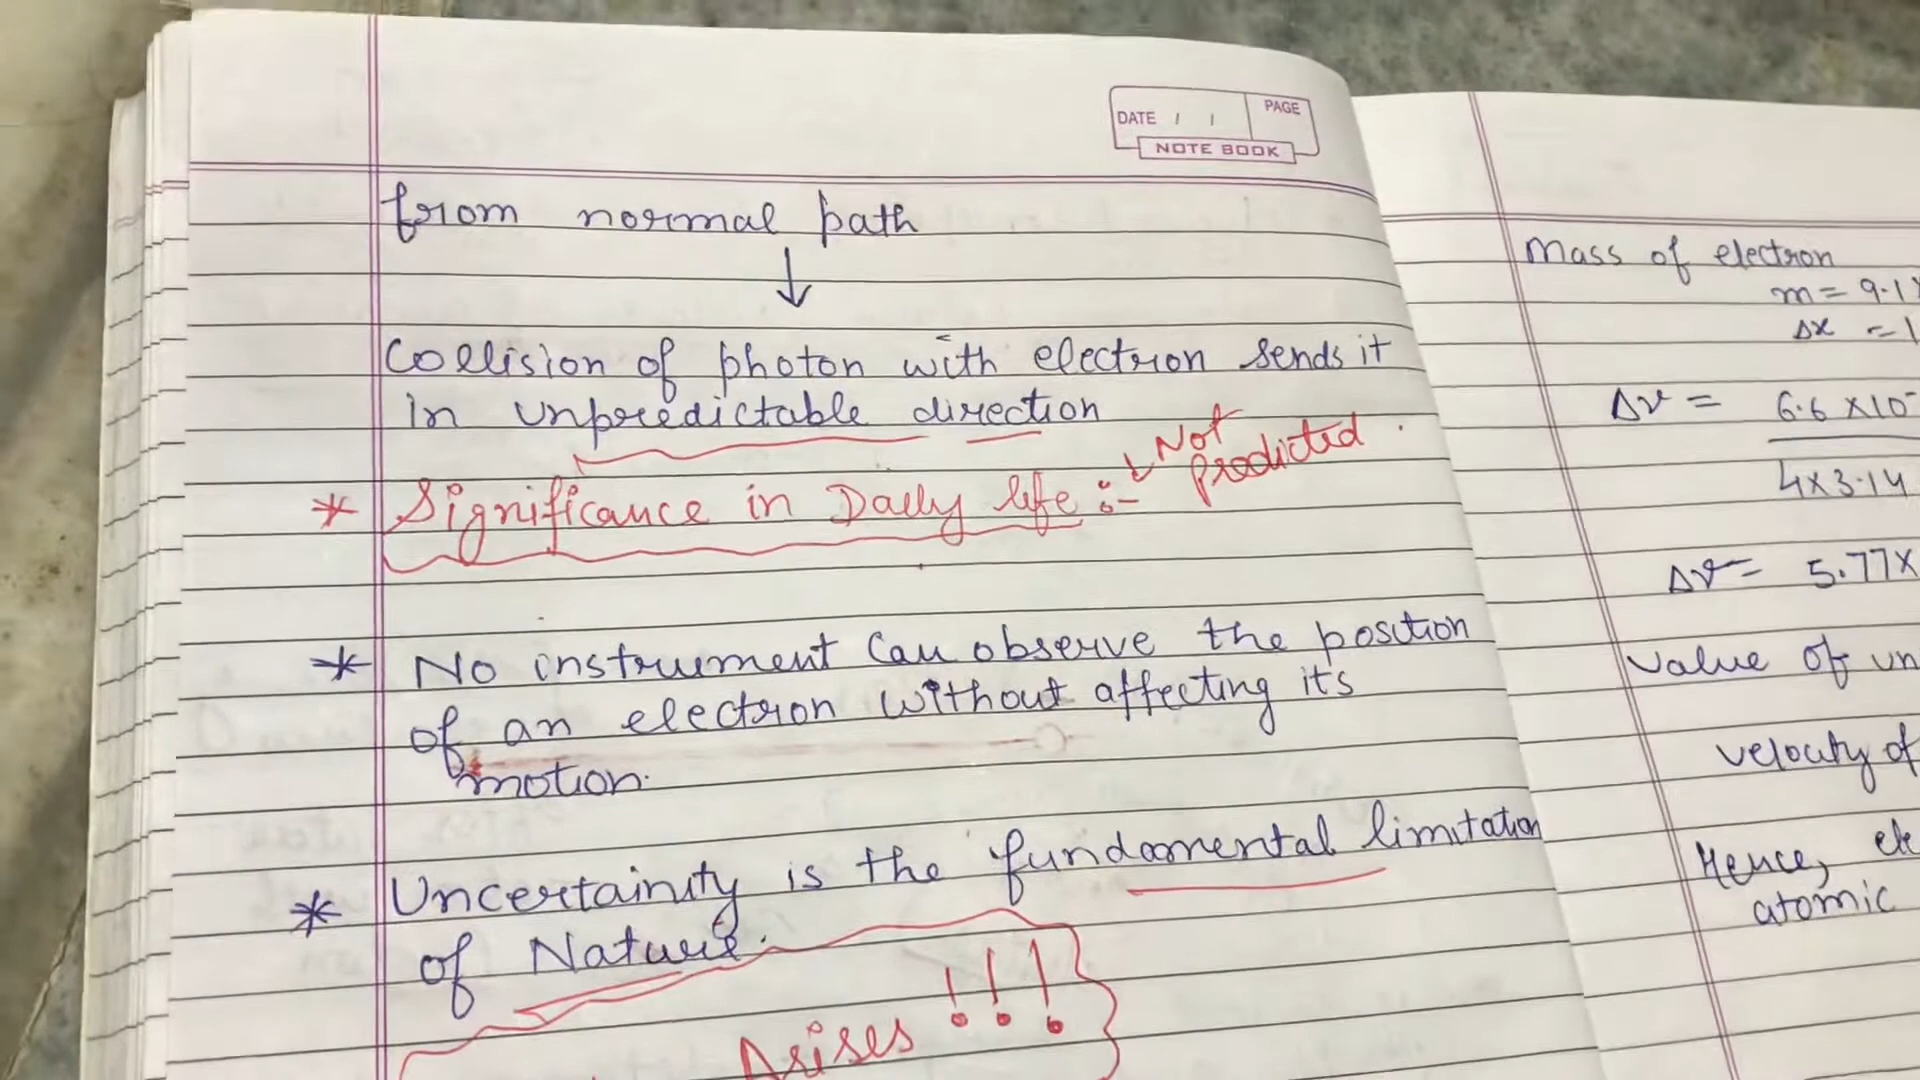 DATE / / PAGE
NOTE BOOK
from normal path
↓
Collision of photon with electron sends it
in unpredictable direction
↳ Not
predicted.
* Significance in Daily life :-
* No instrument can observe the position
of an electron without affecting its
motion.
* Uncertainity is the fundamental limitation
of Nature.
Arises !!!
Mass of electron
m = 9.1x
Δx = 1
Δv = 6.6 x10-
4x3.14
Δv = 5.77x
Value of un
velocity of
Hence, ele
atomic